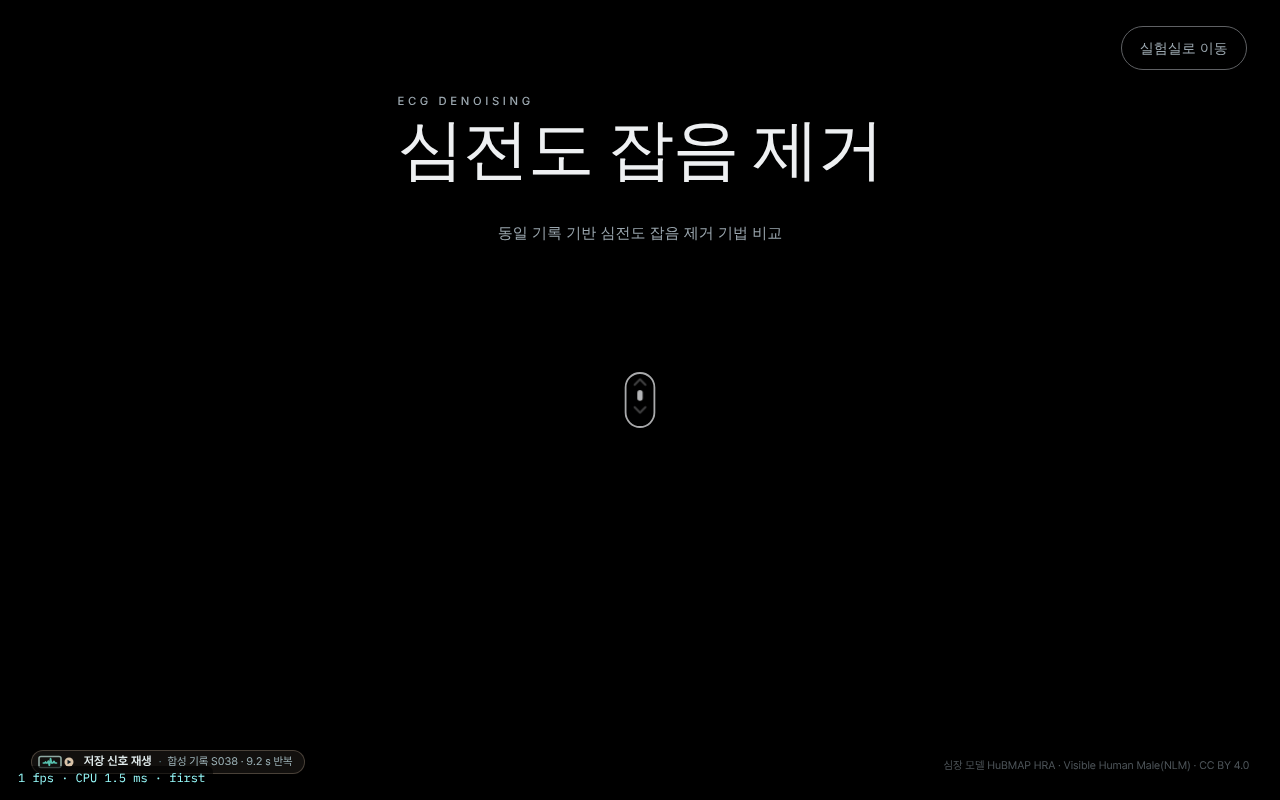 실험실로 이동
ECG DENOISING
심전도 잡음 제거
동일 기록 기반 심전도 잡음 제거 기법 비교
저장 신호 재생 · 합성 기록 S038 · 9.2 s 반복
1 fps · CPU 1.5 ms · first
심장 모델 HuBMAP HRA · Visible Human Male(NLM) · CC BY 4.0